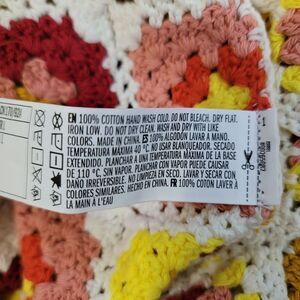 EN 100% COTTON HAND WASH COLD. DO NOT BLEACH. DRY FLAT.
IRON LOW. DO NOT DRY CLEAN. WASH AND DRY WITH LIKE
COLORS. MADE IN CHINA. ES 100% ALGODÓN LAVAR A MANO.
TEMPERATURA MÁXIMA 40 °C. NO USAR BLANQUEADOR. SECADO
EXTENDIDO. PLANCHAR A UNA TEMPERATURA MÁXIMA DE LA BASE
DE 110 °C, SIN VAPOR. PLANCHAR CON VAPOR PUEDE CAUSAR
DAÑO IRREVERSIBLE. NO LIMPIEZA EN SECO. LAVAR Y SECAR CON
COLORES SIMILARES. HECHO EN CHINA. FR 100% COTON LAVER À
LA MAIN À L'EAU